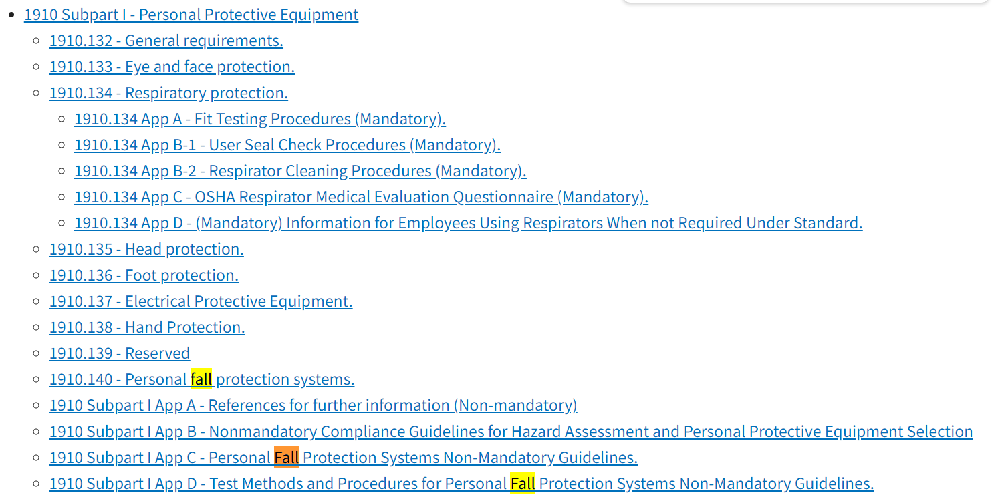 1910 Subpart I - Personal Protective Equipment
1910.132 - General requirements.
1910.133 - Eye and face protection.
1910.134 - Respiratory protection.
1910.134 App A - Fit Testing Procedures (Mandatory).
1910.134 App B-1 - User Seal Check Procedures (Mandatory).
1910.134 App B-2 - Respirator Cleaning Procedures (Mandatory).
1910.134 App C - OSHA Respirator Medical Evaluation Questionnaire (Mandatory).
1910.134 App D - (Mandatory) Information for Employees Using Respirators When not Required Under Standard.
1910.135 - Head protection.
1910.136 - Foot protection.
1910.137 - Electrical Protective Equipment.
1910.138 - Hand Protection.
1910.139 - Reserved
1910.140 - Personal fall protection systems.
1910 Subpart I App A - References for further information (Non-mandatory)
1910 Subpart I App B - Nonmandatory Compliance Guidelines for Hazard Assessment and Personal Protective Equipment Selection
1910 Subpart I App C - Personal Fall Protection Systems Non-Mandatory Guidelines.
1910 Subpart I App D - Test Methods and Procedures for Personal Fall Protection Systems Non-Mandatory Guidelines.